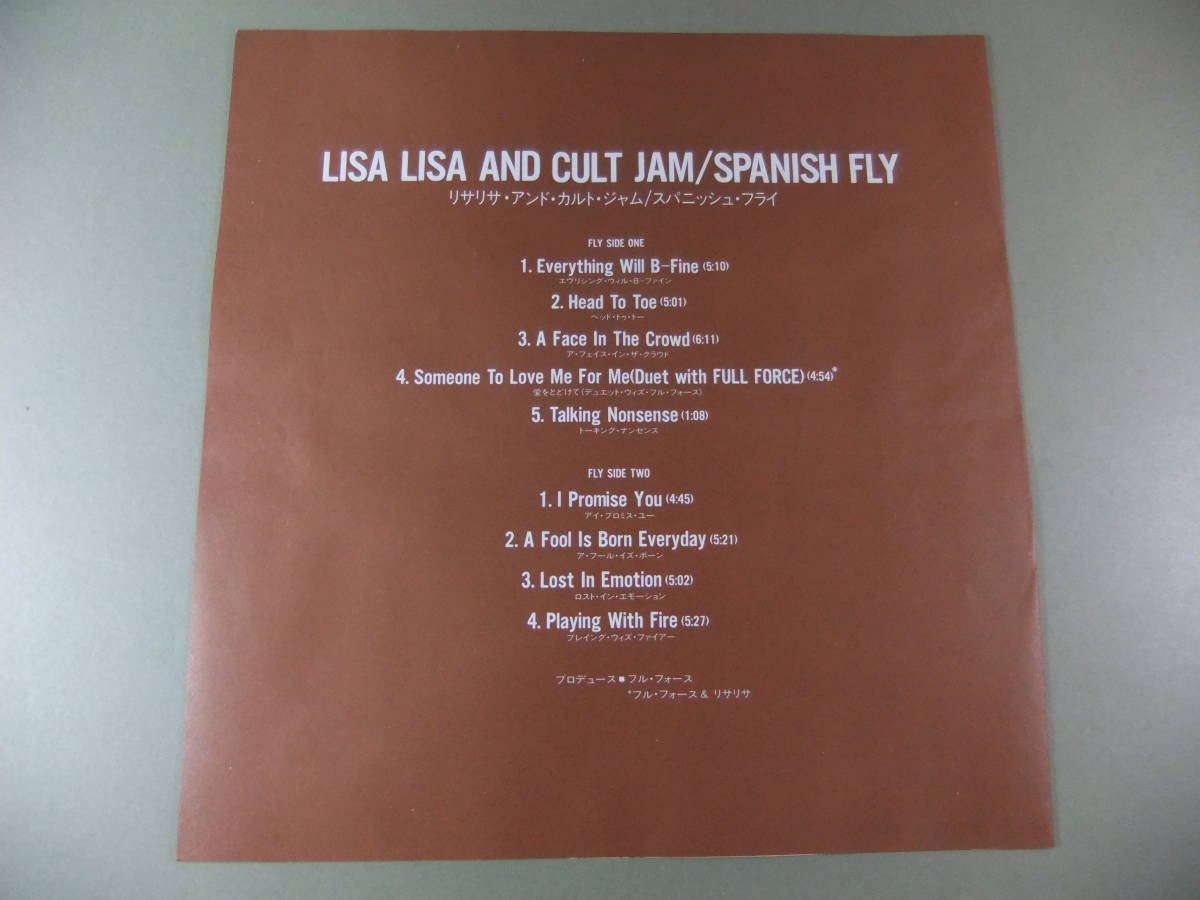 LISA LISA AND CULT JAM/SPANISH FLY
リサリサ・アンド・カルト・ジャム/スパニッシュ・フライ
FLY SIDE ONE
1. Everything Will B-Fine (5:10)
エヴリシング・ウィル・B-ファイン
2. Head To Toe (5:01)
ヘッド・トゥ・トー
3. A Face In The Crowd (6:11)
ア・フェイス・イン・ザ・クラウド
4. Someone To Love Me For Me(Duet with FULL FORCE) (4:54)*
愛をとどけて(デュエット・ウィズ・フル・フォース)
5. Talking Nonsense (1:08)
トーキング・ナンセンス
FLY SIDE TWO
1. I Promise You (4:45)
アイ・プロミス・ユー
2. A Fool Is Born Everyday (5:21)
ア・フール・イズ・ボーン
3. Lost In Emotion (5:02)
ロスト・イン・エモーション
4. Playing With Fire (5:27)
プレイング・ウィズ・ファイアー
プロデュース■フル・フォース
*フル・フォース & リサリサ